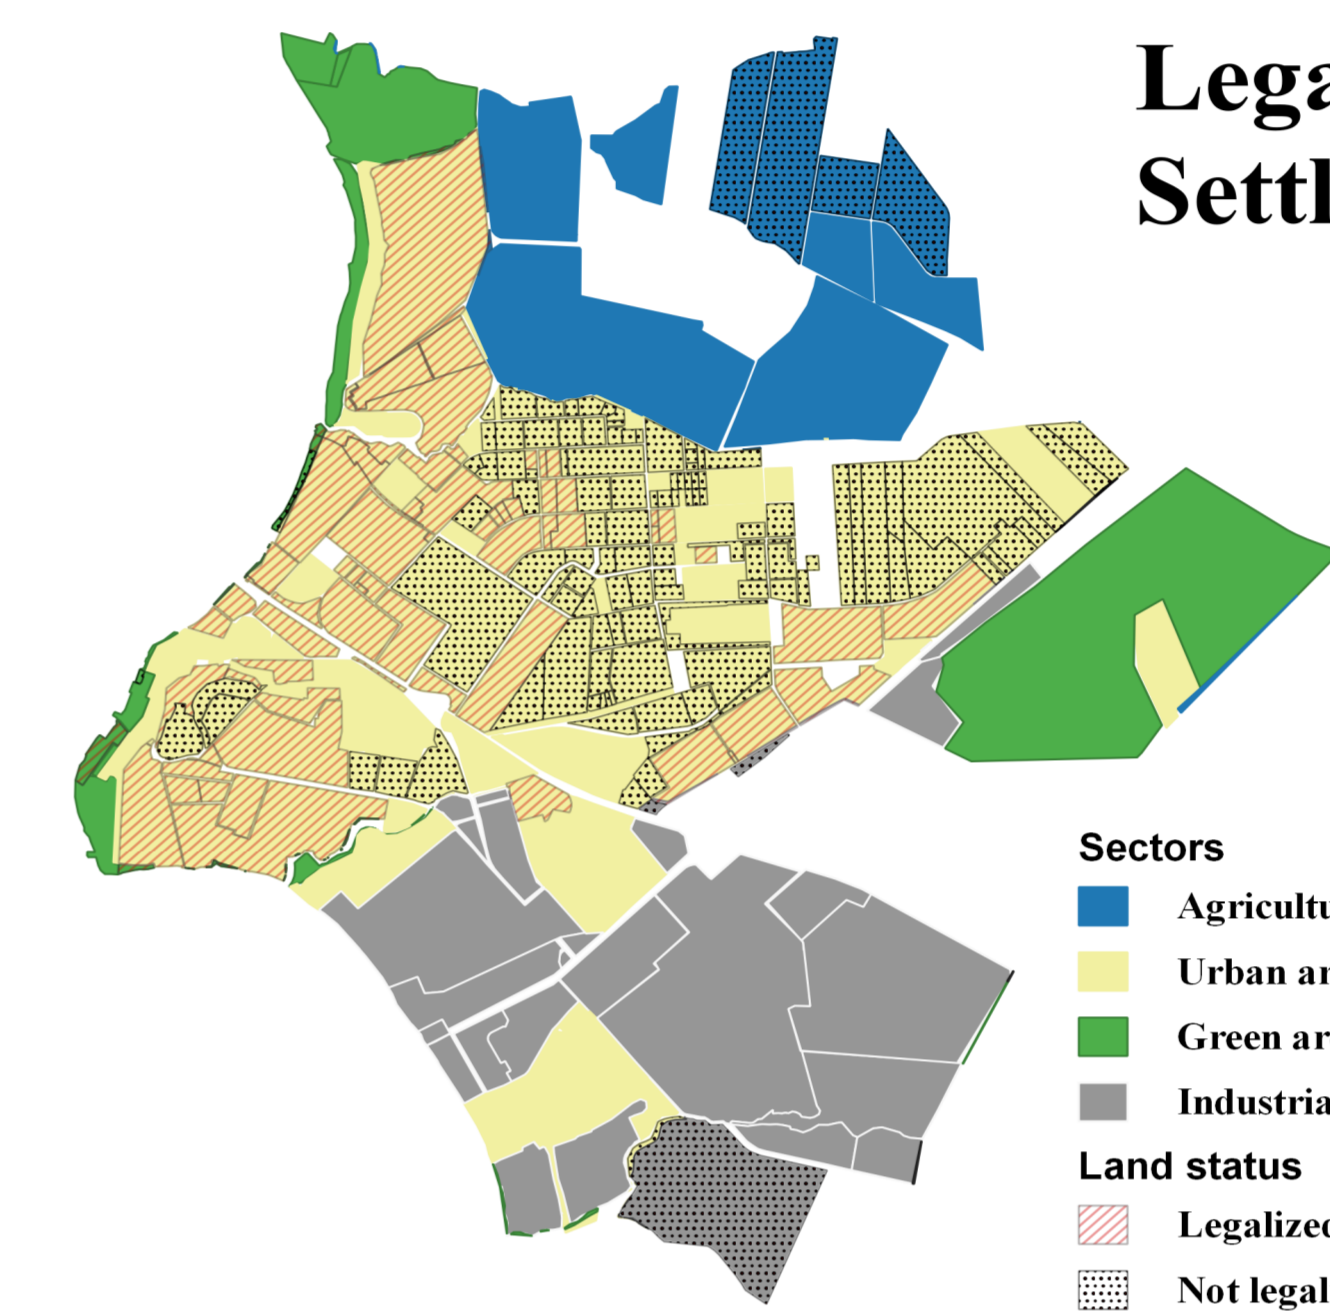 Lega
Settl
Sectors
Agricultu
Urban ar
Green ar
Industria
Land status
Legalized
Not legal